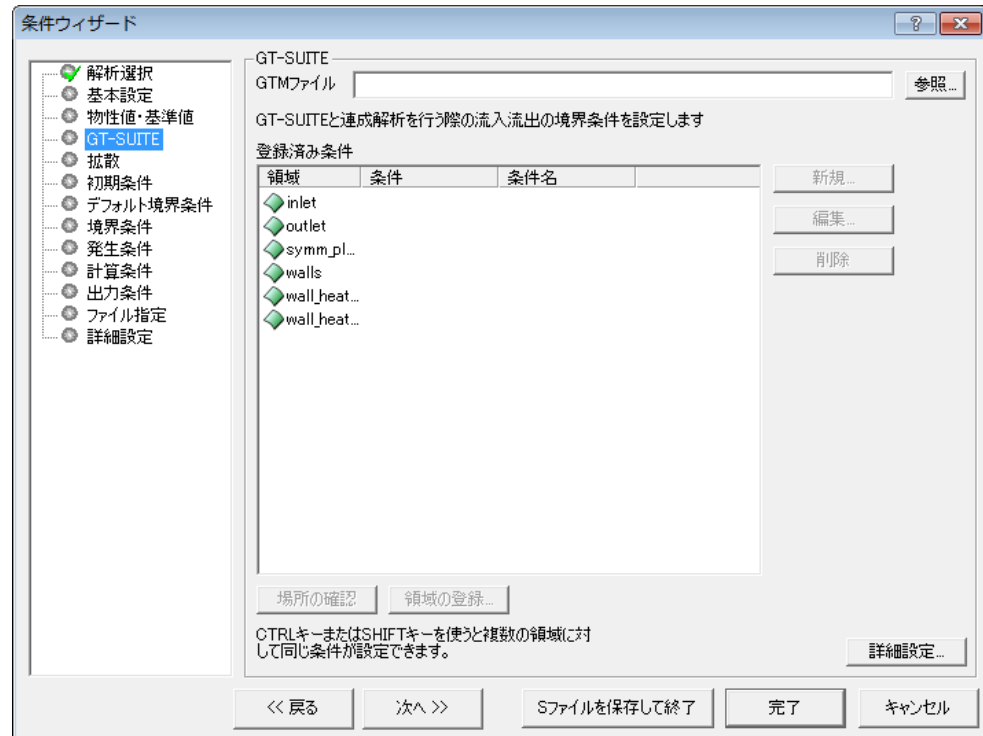 条件ウィザード
解析選択
基本設定
物性値・基準値
GT-SUITE
拡散
初期条件
デフォルト境界条件
境界条件
発生条件
計算条件
出力条件
ファイル指定
詳細設定
GT-SUITE
GTMファイル 参照...
GT-SUITEと連成解析を行う際の流入流出の境界条件を設定します
登録済み条件
領域 条件 条件名
inlet
outlet
symm_pl...
walls
wall_heat...
wall_heat...
新規...
編集...
削除
場所の確認 領域の登録...
CTRLキーまたはSHIFTキーを使うと複数の領域に対
して同じ条件が設定できます。
詳細設定...
<< 戻る 次へ >> Sファイルを保存して終了 完了 キャンセル